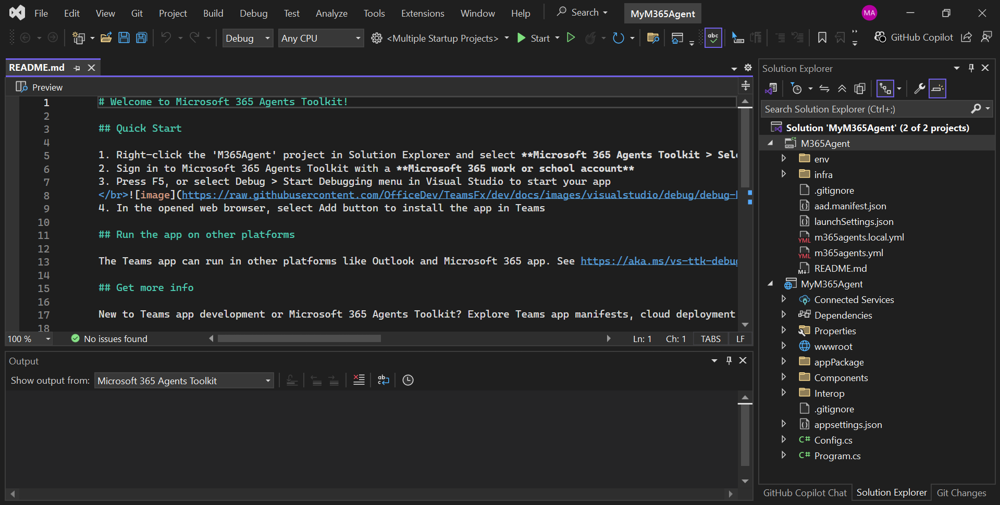 File Edit View Git Project Build Debug Test Analyze Tools Extensions Window Help Search MyM365Agent MA
Debug Any CPU <Multiple Startup Projects> Start abc GitHub Copilot
README.md
Preview
1 # Welcome to Microsoft 365 Agents Toolkit!
2
3 ## Quick Start
4
5 1. Right-click the 'M365Agent' project in Solution Explorer and select **Microsoft 365 Agents Toolkit > Sel
6 2. Sign in to Microsoft 365 Agents Toolkit with a **Microsoft 365 work or school account**
7 3. Press F5, or select Debug > Start Debugging menu in Visual Studio to start your app
8 </br>![image](https://raw.githubusercontent.com/OfficeDev/TeamsFx/dev/docs/images/visualstudio/debug/debug-
9 4. In the opened web browser, select Add button to install the app in Teams
10
11 ## Run the app on other platforms
12
13 The Teams app can run in other platforms like Outlook and Microsoft 365 app. See https://aka.ms/vs-ttk-debug
14
15 ## Get more info
16
17 New to Teams app development or Microsoft 365 Agents Toolkit? Explore Teams app manifests, cloud deployment
18
100 % No issues found Ln: 1 Ch: 1 TABS LF
Output
Show output from: Microsoft 365 Agents Toolkit
Solution Explorer
Search Solution Explorer (Ctrl+;)
Solution 'MyM365Agent' (2 of 2 projects)
M365Agent
env
infra
.gitignore
aad.manifest.json
launchSettings.json
m365agents.local.yml
m365agents.yml
README.md
MyM365Agent
Connected Services
Dependencies
Properties
wwwroot
appPackage
Components
Interop
.gitignore
appsettings.json
C# Config.cs
C# Program.cs
GitHub Copilot Chat Solution Explorer Git Changes